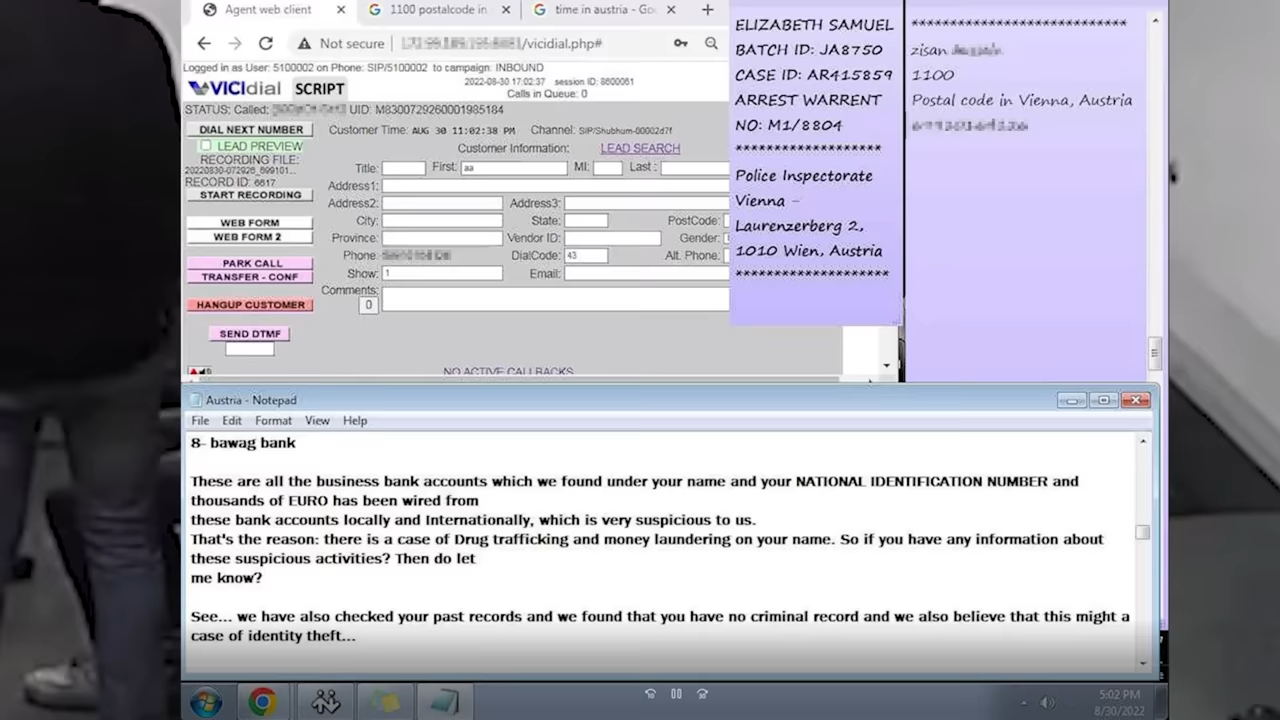 Agent web client
1100 postalcode in
time in austria - Go
Not secure
/vicidial.php#
Logged in as User: 5100002 on Phone: SIP/5100002 to campaign: INBOUND
VICIdial SCRIPT
2022-08-30 17:02:37 session ID: 8600061
Calls in Queue: 0
STATUS: Called: UID: M8300729260001985184
DIAL NEXT NUMBER
LEAD PREVIEW
RECORDING FILE:
20220830-072926_899101...
RECORD ID: 6617
START RECORDING
WEB FORM
WEB FORM 2
PARK CALL
TRANSFER - CONF
HANGUP CUSTOMER
SEND DTMF
Customer Time: AUG 30 11:02:38 PM Channel: SIP/Shubhum-00002d7f
Customer Information: LEAD SEARCH
Title: First: aa MI: Last :
Address1:
Address2: Address3:
City: State: PostCode:
Province: Vendor ID: Gender:
Phone: DialCode: 43 Alt. Phone:
Show: 1 Email:
Comments:
0
NO ACTIVE CALLBACKS
ELIZABETH SAMUEL
BATCH ID: JA8750
CASE ID: AR415859
ARREST WARRENT
NO: M1/8804
*******************
Police Inspectorate
Vienna –
Laurenzerberg 2,
1010 Wien, Austria
********************
****************************
zisan
1100
Postal code in Vienna, Austria
Austria - Notepad
File Edit Format View Help
8- bawag bank
These are all the business bank accounts which we found under your name and your NATIONAL IDENTIFICATION NUMBER and
thousands of EURO has been wired from
these bank accounts locally and Internationally, which is very suspicious to us.
That's the reason: there is a case of Drug trafficking and money laundering on your name. So if you have any information about
these suspicious activities? Then do let
me know?
See... we have also checked your past records and we found that you have no criminal record and we also believe that this might a
case of identity theft...
5:02 PM
8/30/2022